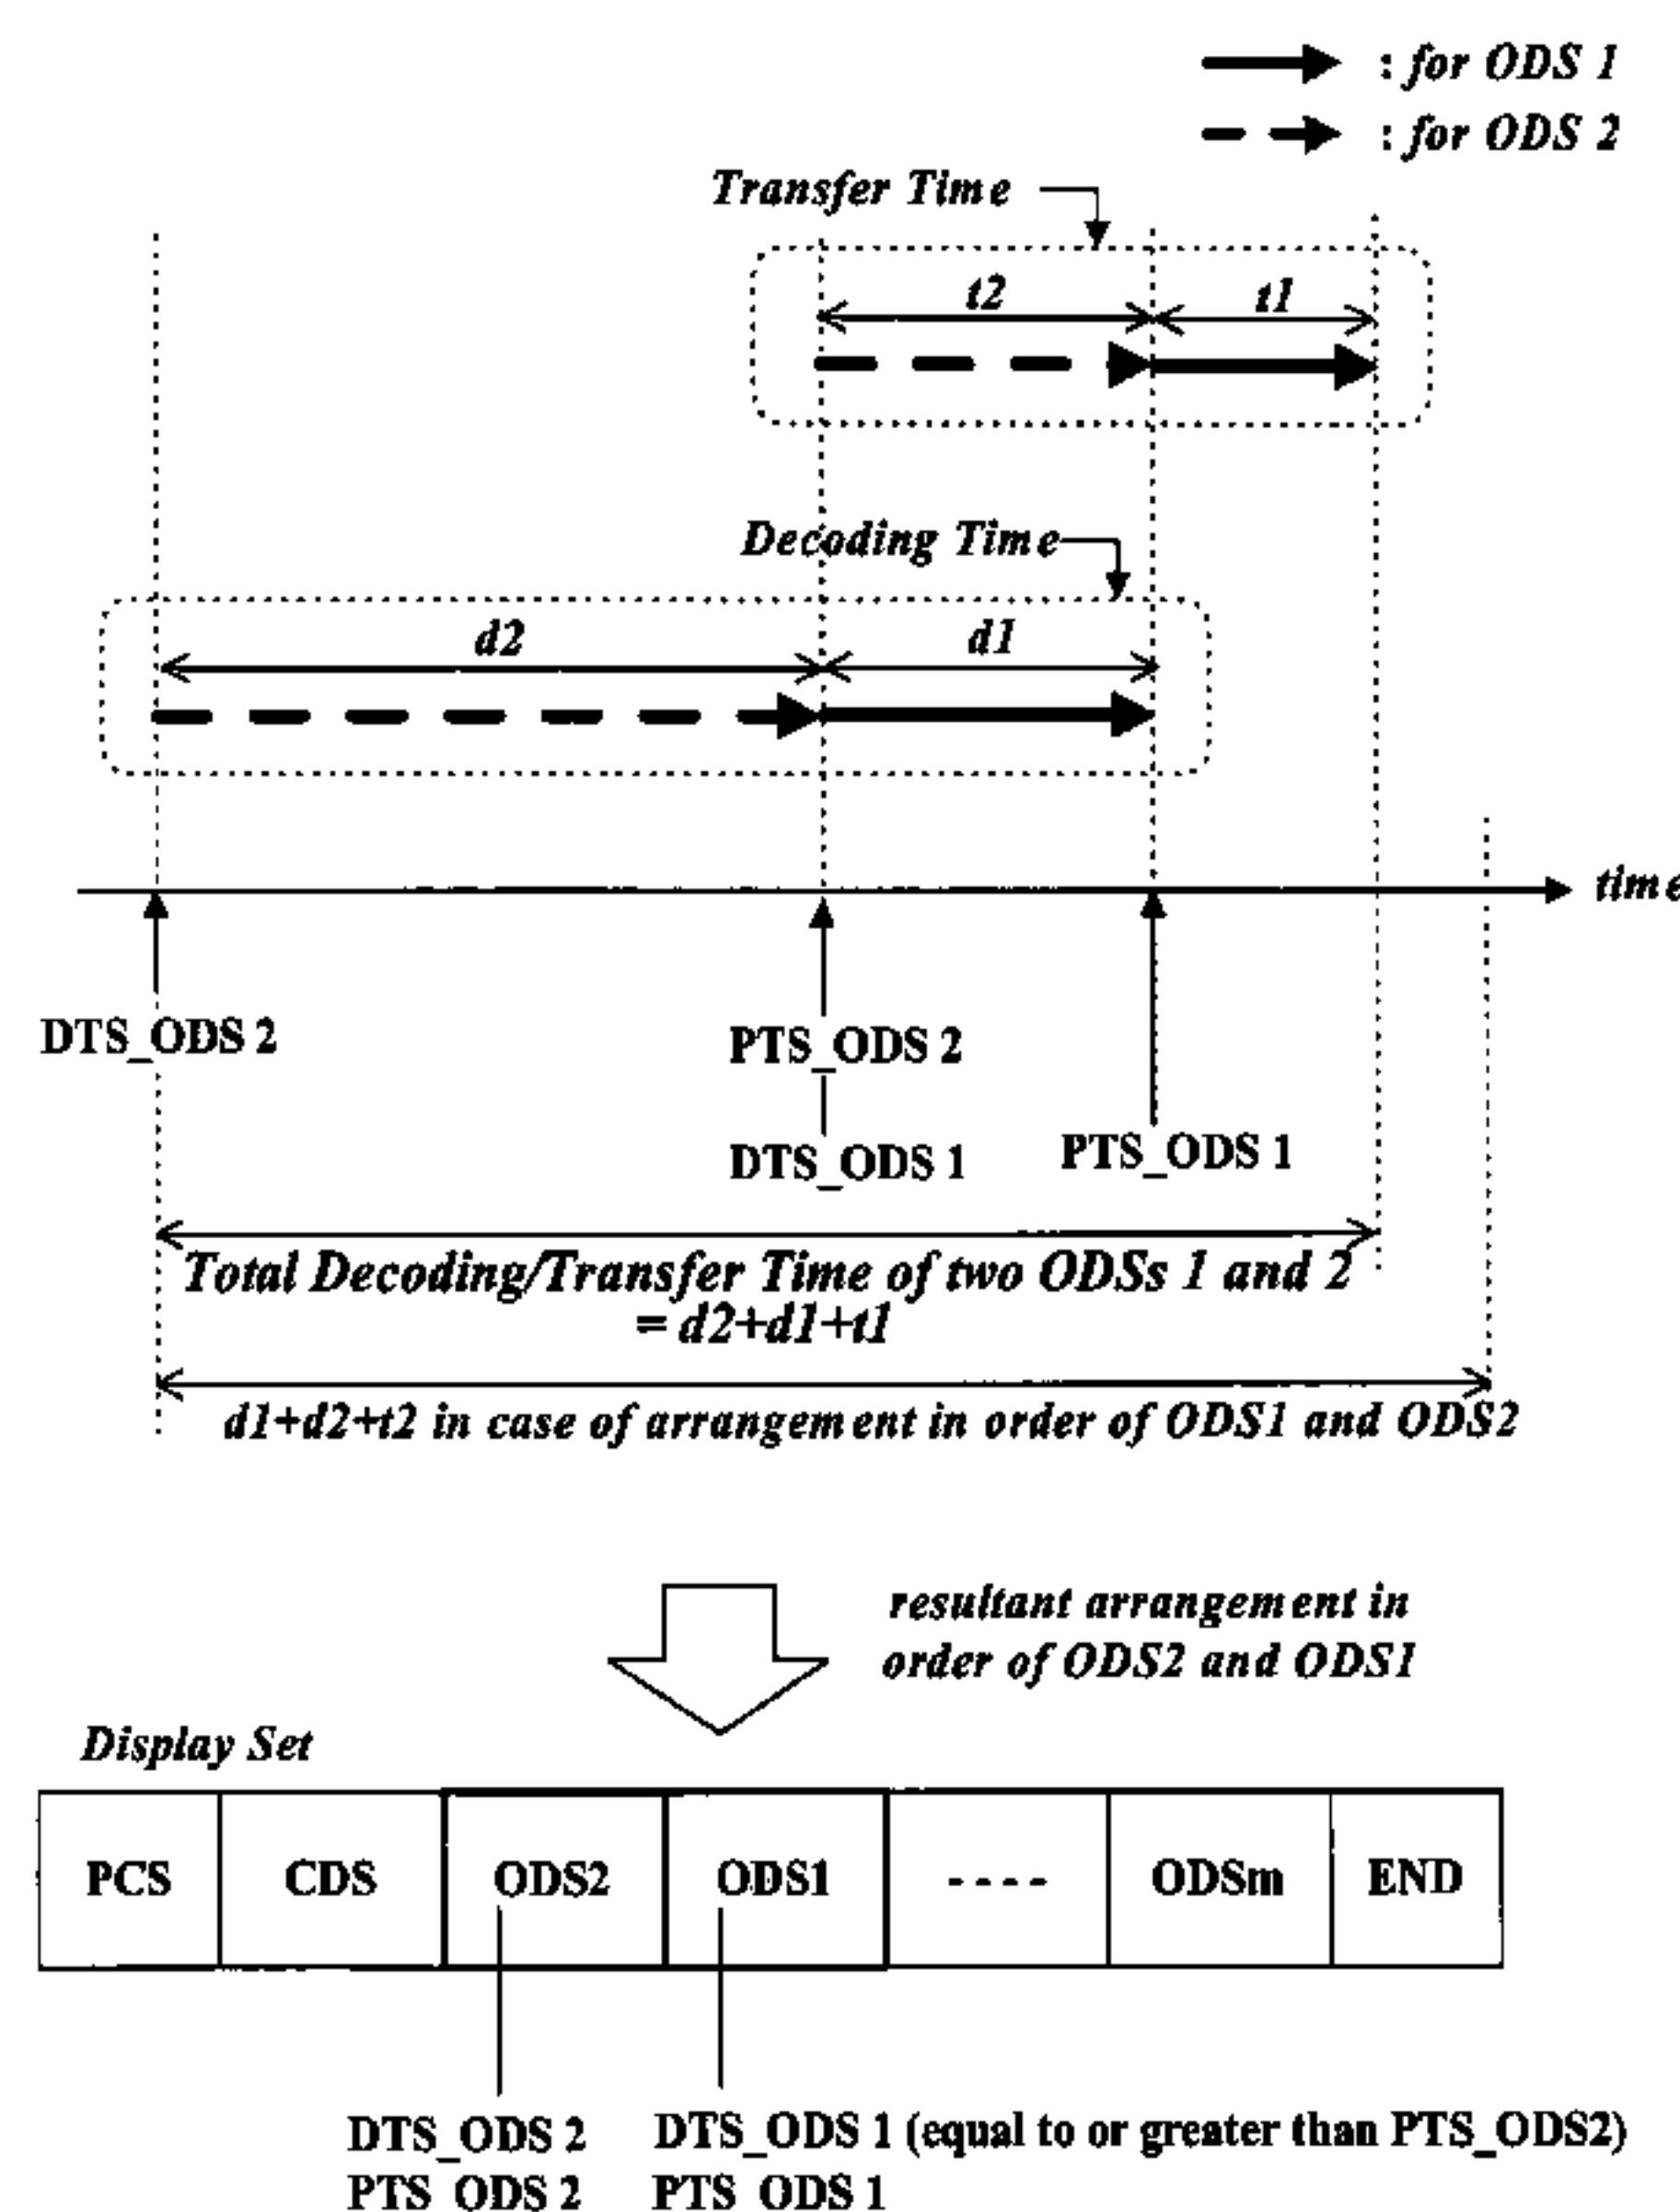 : for ODS 1
: for ODS 2
Transfer Time
t2
t1
Decoding Time
d2
d1
time
DTS_ODS 2
PTS_ODS 2
DTS_ODS 1
PTS_ODS 1
Total Decoding/Transfer Time of two ODSs 1 and 2
= d2+d1+t1
d1+d2+t2 in case of arrangement in order of ODS1 and ODS2
resultant arrangement in
order of ODS2 and ODS1
Display Set
PCS CDS ODS2 ODS1 ---- ODSm END
DTS_ODS 2 DTS_ODS 1 (equal to or greater than PTS_ODS2)
PTS_ODS 2 PTS_ODS 1